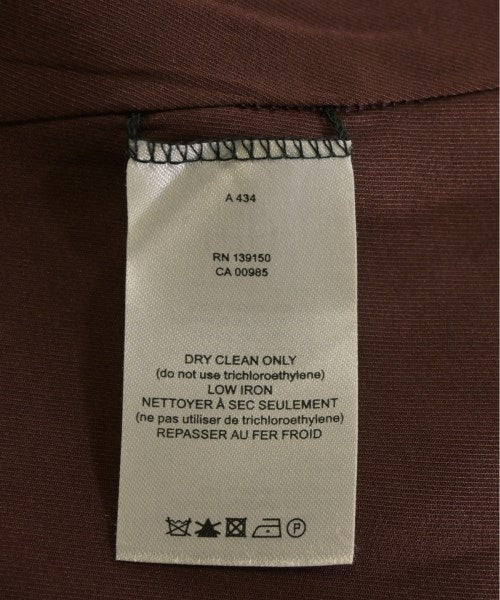 A 434
RN 139150
CA 00985
DRY CLEAN ONLY
(do not use trichloroethylene)
LOW IRON
NETTOYER À SEC SEULEMENT
(ne pas utiliser de trichloroethylene)
REPASSER AU FER FROID
P